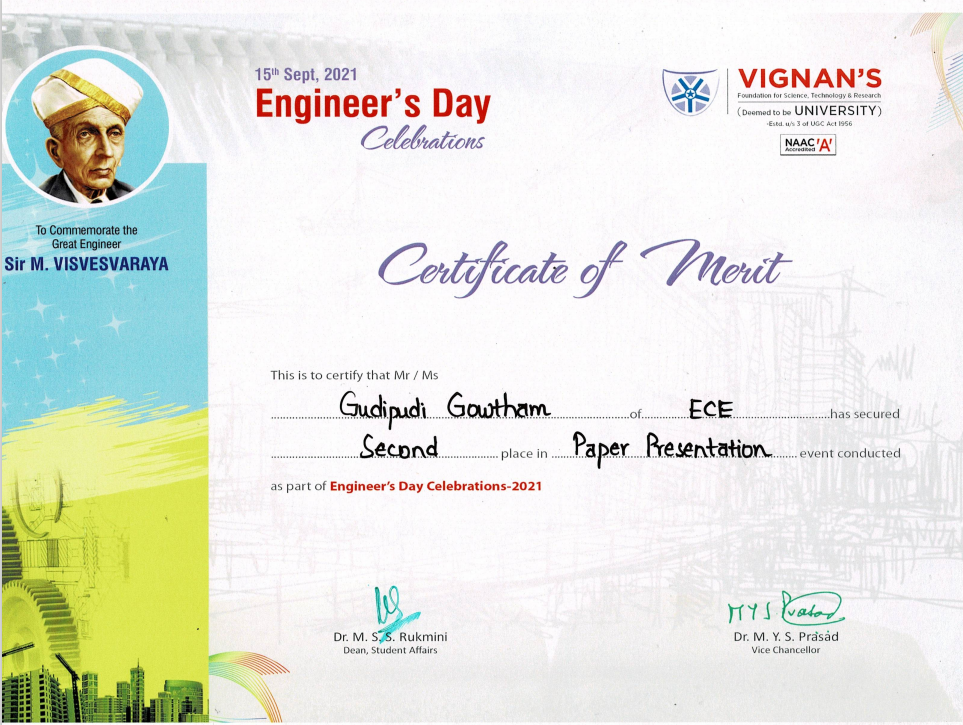 15th Sept, 2021
Engineer's Day
Celebrations
VIGNAN'S
Foundation for Science, Technology & Research
(Deemed to be UNIVERSITY)
-Estd. u/s 3 of UGC Act 1956
NAAC 'A'
Accredited
To Commemorate the
Great Engineer
Sir M. VISVESVARAYA
Certificate of Merit
This is to certify that Mr / Ms
Gudipudi Gowtham of ECE has secured
Second place in Paper Presentation event conducted
as part of Engineer's Day Celebrations-2021
MYS Prasad
Dr. M. S. S. Rukmini
Dean, Student Affairs
Dr. M. Y. S. Prasad
Vice Chancellor